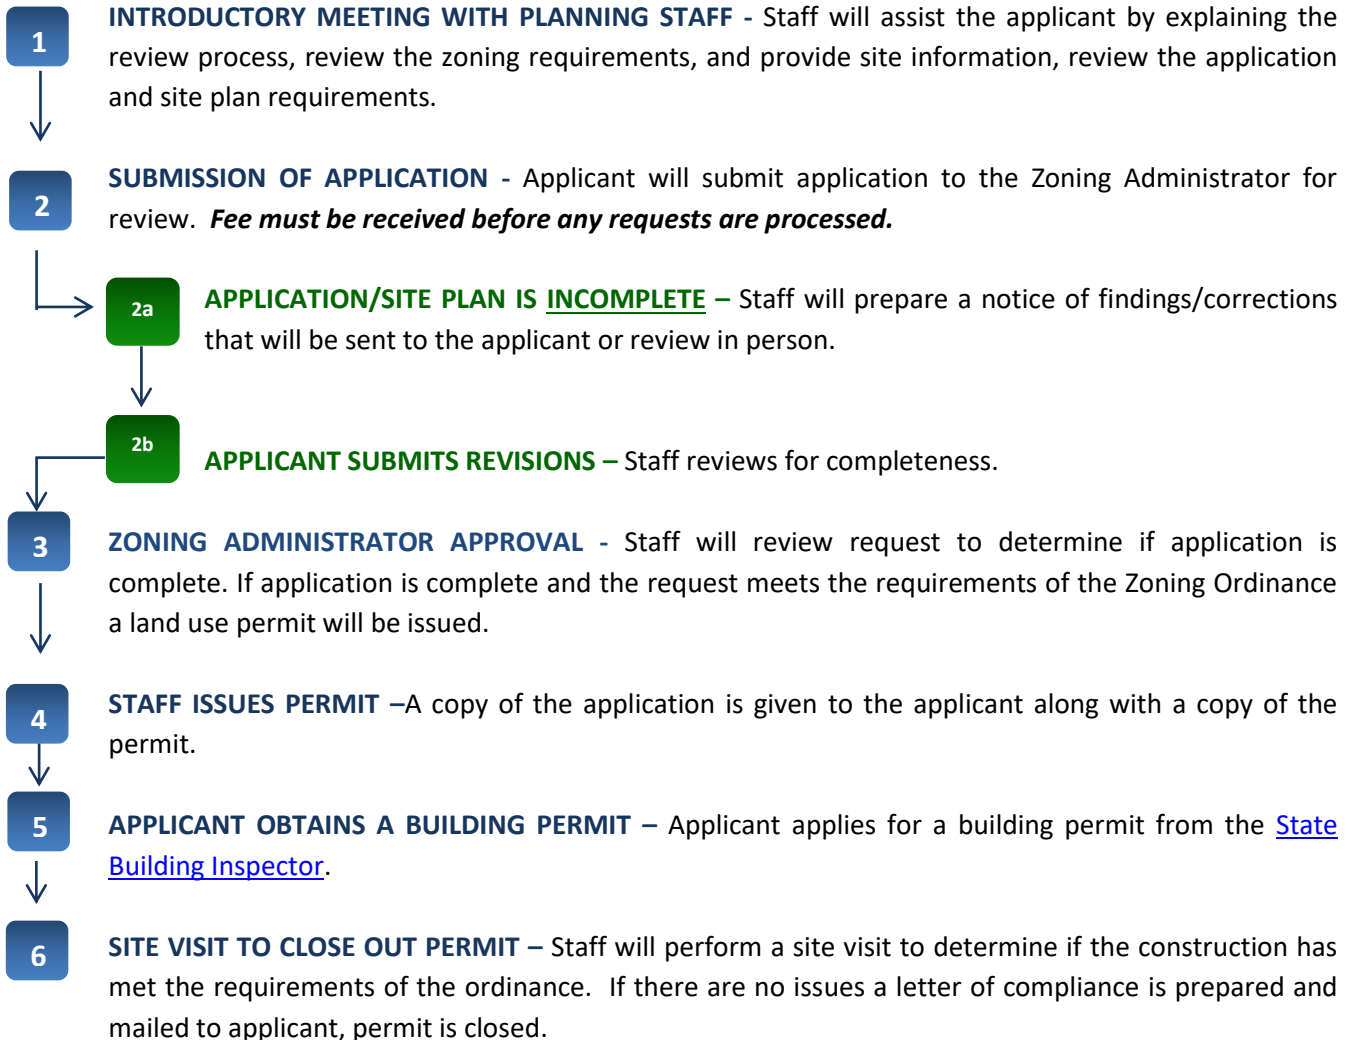 1
INTRODUCTORY MEETING WITH PLANNING STAFF - Staff will assist the applicant by explaining the
review process, review the zoning requirements, and provide site information, review the application
and site plan requirements.
2
SUBMISSION OF APPLICATION - Applicant will submit application to the Zoning Administrator for
review. Fee must be received before any requests are processed.
2a
APPLICATION/SITE PLAN IS INCOMPLETE – Staff will prepare a notice of findings/corrections
that will be sent to the applicant or review in person.
2b
APPLICANT SUBMITS REVISIONS – Staff reviews for completeness.
3
ZONING ADMINISTRATOR APPROVAL - Staff will review request to determine if application is
complete. If application is complete and the request meets the requirements of the Zoning Ordinance
a land use permit will be issued.
4
STAFF ISSUES PERMIT –A copy of the application is given to the applicant along with a copy of the
permit.
5
APPLICANT OBTAINS A BUILDING PERMIT – Applicant applies for a building permit from the State
Building Inspector.
6
SITE VISIT TO CLOSE OUT PERMIT – Staff will perform a site visit to determine if the construction has
met the requirements of the ordinance. If there are no issues a letter of compliance is prepared and
mailed to applicant, permit is closed.